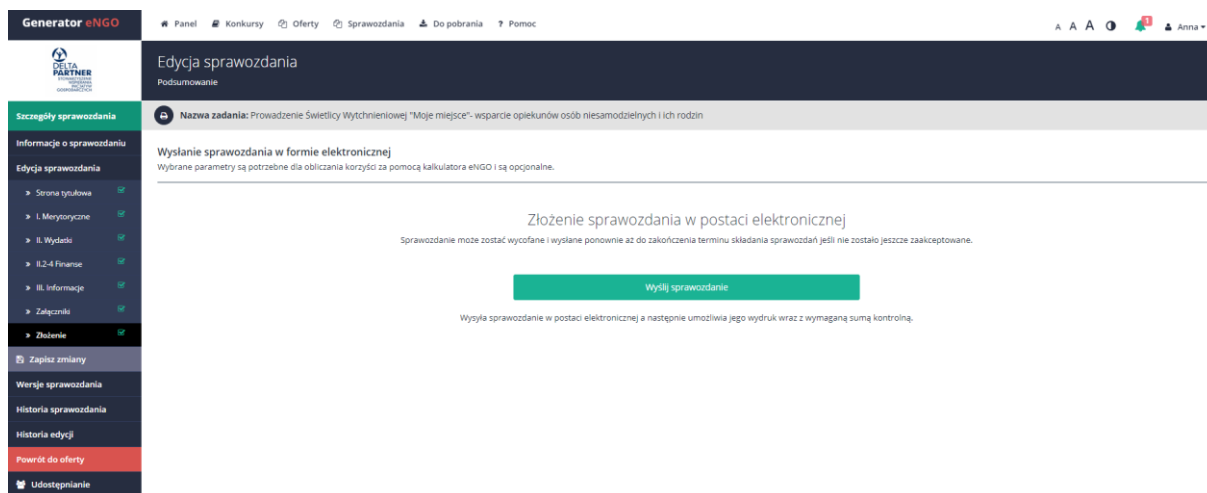 Generator eNGO
Panel Konkursy Oferty Sprawozdania Do pobrania ? Pomoc
A A A 1 Anna
DELTA
PARTNER
STOWARZYSZENIE
WSPIERANIA
INICJATYW
GOSPODARCZYCH
Edycja sprawozdania
Podsumowanie
Szczegóły sprawozdania
Nazwa zadania: Prowadzenie Świetlicy Wytchnieniowej "Moje miejsce"- wsparcie opiekunów osób niesamodzielnych i ich rodzin
Informacje o sprawozdaniu
Edycja sprawozdania
» Strona tytułowa
» I. Merytoryczne
» II. Wydatki
» II.2-4 Finanse
» III. Informacje
» Załączniki
» Złożenie
Zapisz zmiany
Wersje sprawozdania
Historia sprawozdania
Historia edycji
Powrót do oferty
Udostępnianie
Wysłanie sprawozdania w formie elektronicznej
Wybrane parametry są potrzebne dla obliczania korzyści za pomocą kalkulatora eNGO i są opcjonalne.
Złożenie sprawozdania w postaci elektronicznej
Sprawozdanie może zostać wycofane i wysłane ponownie aż do zakończenia terminu składania sprawozdań jeśli nie zostało jeszcze zaakceptowane.
Wyślij sprawozdanie
Wysyła sprawozdanie w postaci elektronicznej a następnie umożliwia jego wydruk wraz z wymaganą sumą kontrolną.